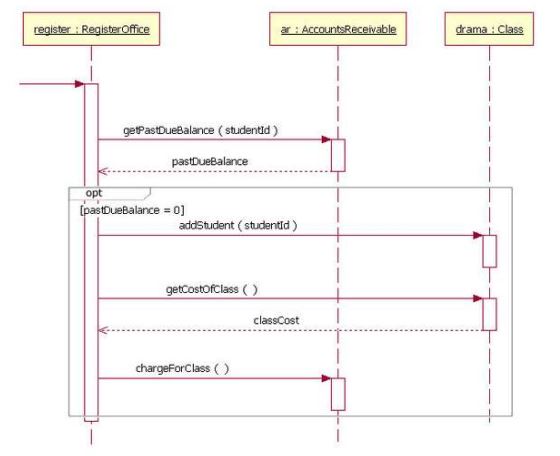 register : RegisterOffice
ar : AccountsReceivable
drama : Class
getPastDueBalance ( studentId )
pastDueBalance
opt
[pastDueBalance = 0]
addStudent ( studentId )
getCostOfClass ( )
classCost
chargeForClass ( )